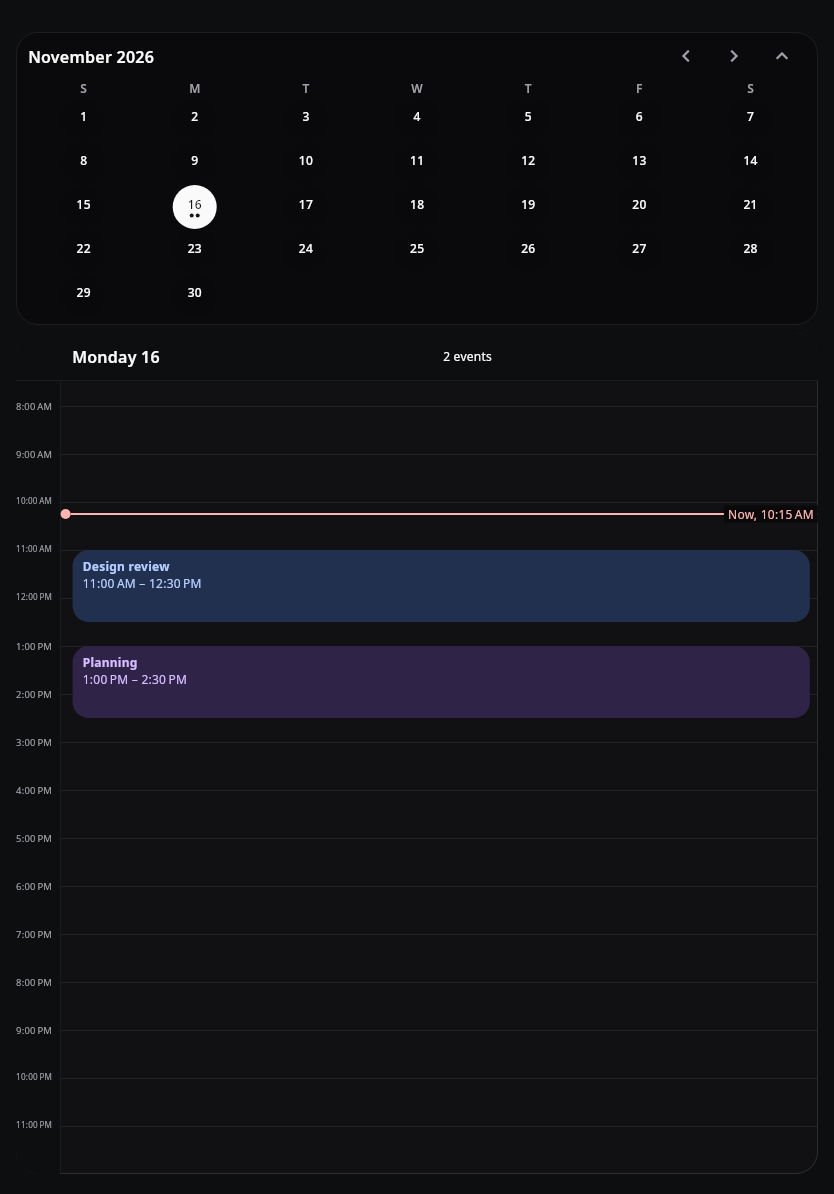 November 2026
S M T W T F S
1 2 3 4 5 6 7
8 9 10 11 12 13 14
15 16 17 18 19 20 21
22 23 24 25 26 27 28
29 30
Monday 16 2 events
8:00 AM
9:00 AM
10:00 AM
Now, 10:15 AM
11:00 AM
Design review
11:00 AM – 12:30 PM
12:00 PM
1:00 PM
Planning
1:00 PM – 2:30 PM
2:00 PM
3:00 PM
4:00 PM
5:00 PM
6:00 PM
7:00 PM
8:00 PM
9:00 PM
10:00 PM
11:00 PM